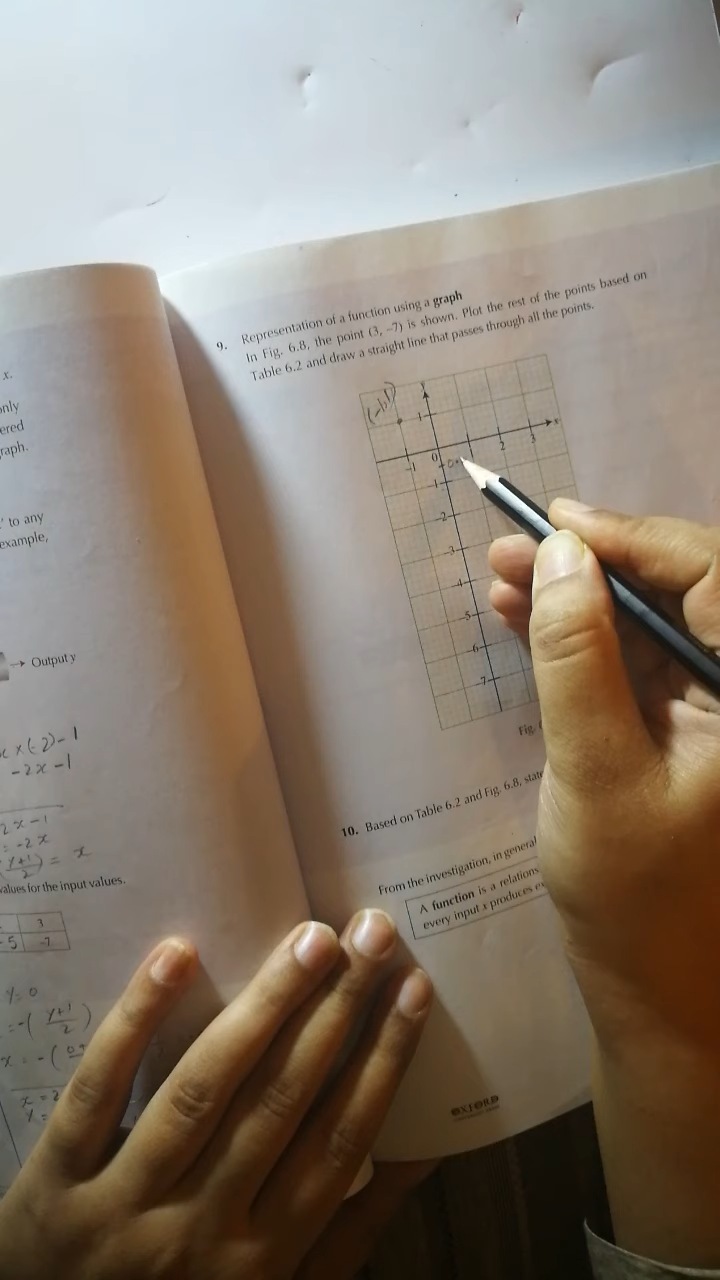 x.
only
ered
raph.
' to any
example,
→ Output y
x × (-2) - 1
-2x - 1
2x - 1
= -2x
(y+1/2) = x
values for the input values.
3
-5 -7
y = 0
= -(y+1/2)
x = -(
x = 2
y =
9. Representation of a function using a graph
In Fig. 6.8, the point (3, –7) is shown. Plot the rest of the points based on
Table 6.2 and draw a straight line that passes through all the points.
y
1
x
-1 0 2 3
-1
-2
-3
-4
-5
-6
-7
Fig.
10. Based on Table 6.2 and Fig. 6.8, state
From the investigation, in general
A function is a relations
every input x produces ex
OXFORD